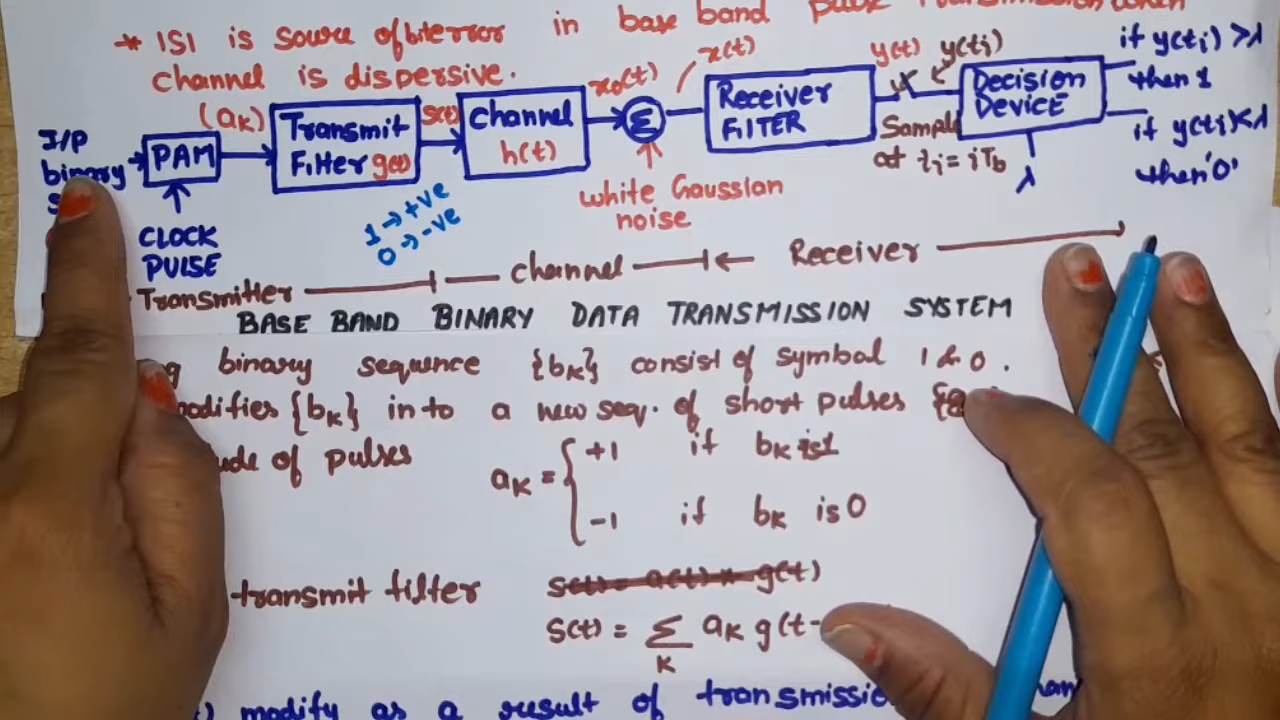 * ISI is source of biterror in base band pulse Transmission when
channel is dispersive.
I/P
binary
PAM
CLOCK
PULSE
(aK)
Transmit
Filter g(t)
S(t)
channel
h(t)
1 → +ve
0 → -ve
x0(t)
Σ
white Gaussian
noise
x(t)
Receiver
FilTER
y(t) y(ti)
Sample
at ti = iTb
Decision
DEVICE
λ
if y(ti) > λ
then 1
if y(ti) < λ
then '0'
Transmitter channel Receiver
BASE BAND BINARY DATA TRANSMISSION SYSTEM
binary sequence {bK} consist of symbol 1 & 0.
modifies {bK} in to a new seq. of short pulses
of pulses aK = { +1 if bK is 1
-1 if bK is 0
transmit filter S(t) = a(t) * g(t)
S(t) = Σ K aK g(t-
modify as a result of